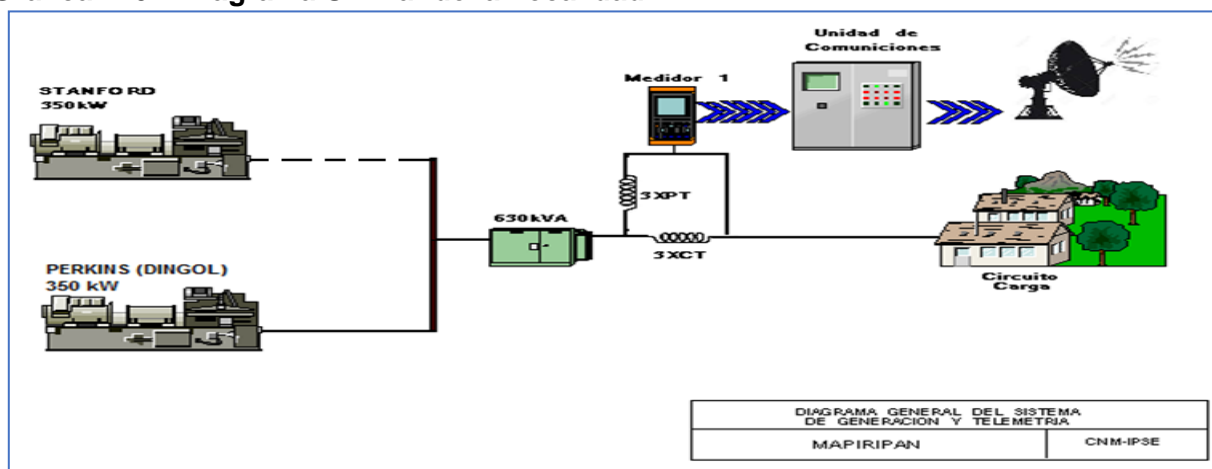 Unidad de
Comuniciones
Medidor 1
STANFORD
350kW
3XPT
630kVA
3XCT
PERKINS (DINGOL)
350 kW
Circuito
Carga
DIAGRAMA GENERAL DEL SISTEMA
DE GENERACION Y TELEMETRIA
MAPIRIPAN
CNM-IPSE